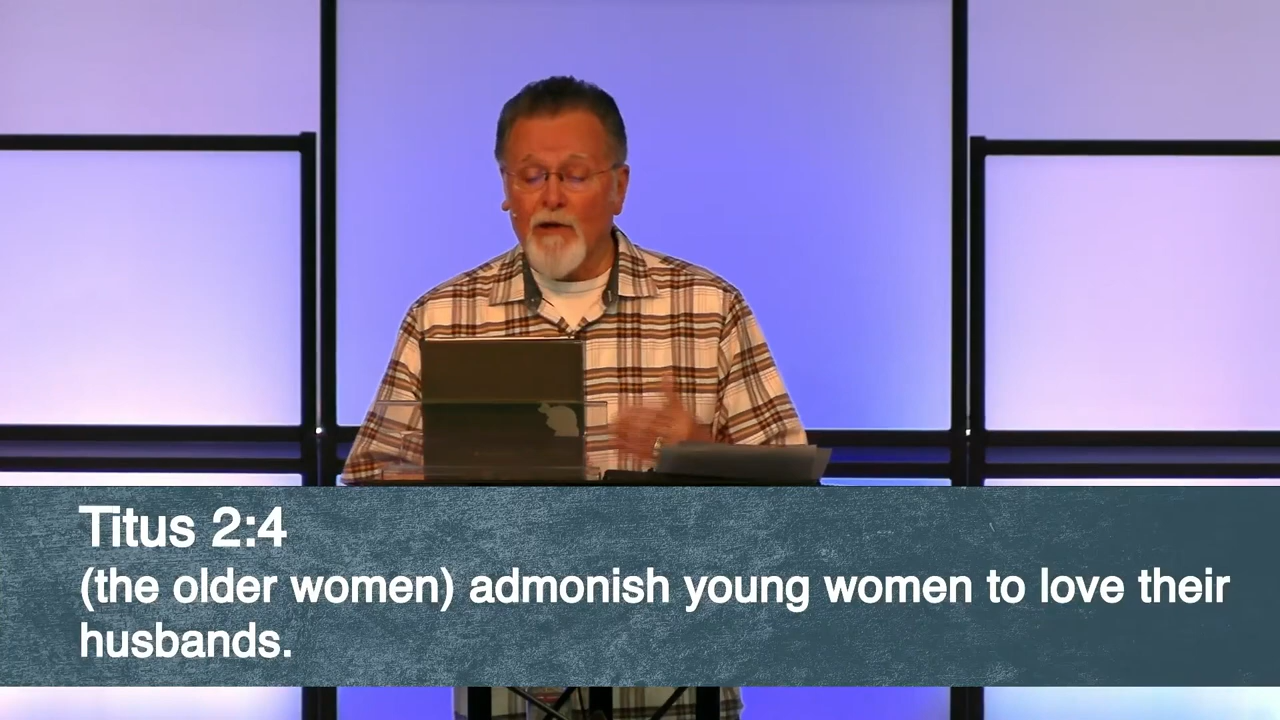 Titus 2:4
(the older women) admonish young women to love their
husbands.